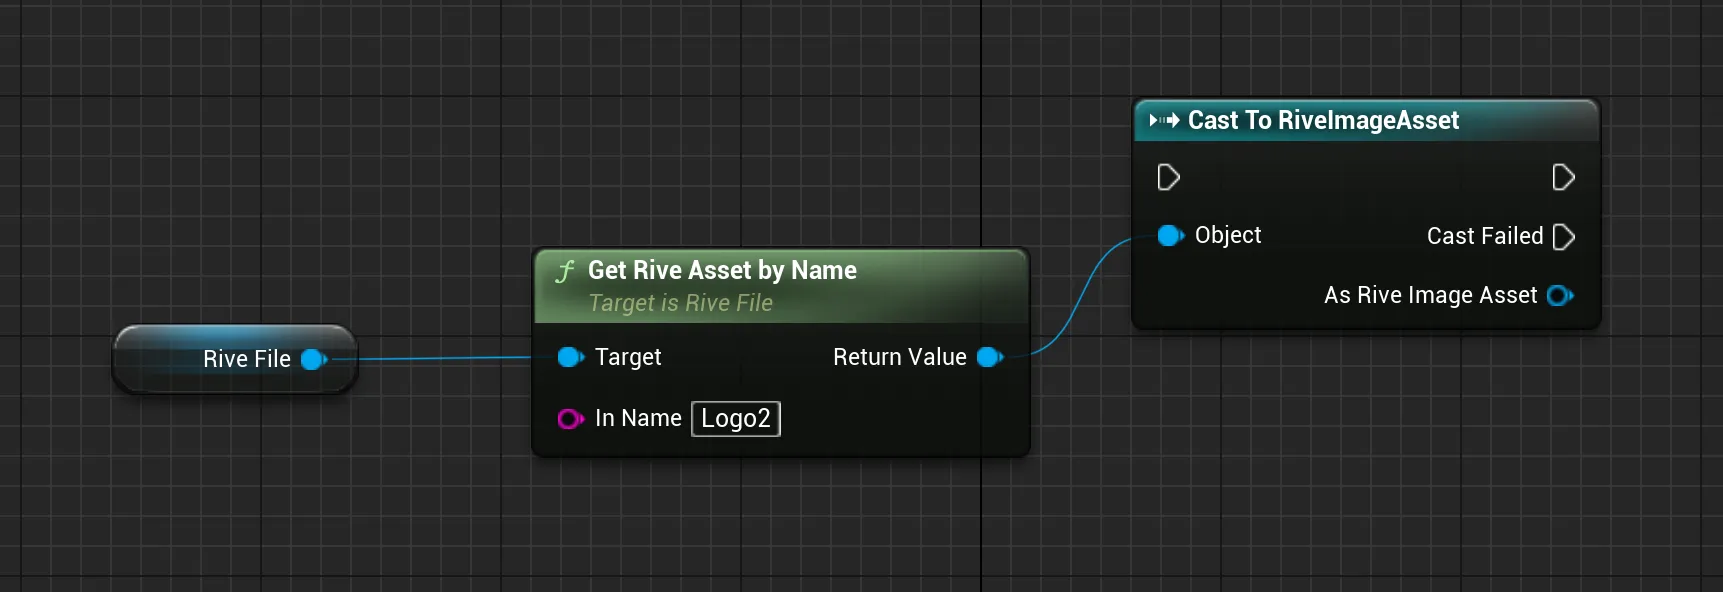 Cast To RiveImageAsset
Object
Cast Failed
As Rive Image Asset
f Get Rive Asset by Name
Target is Rive File
Rive File
Target
Return Value
In Name Logo2